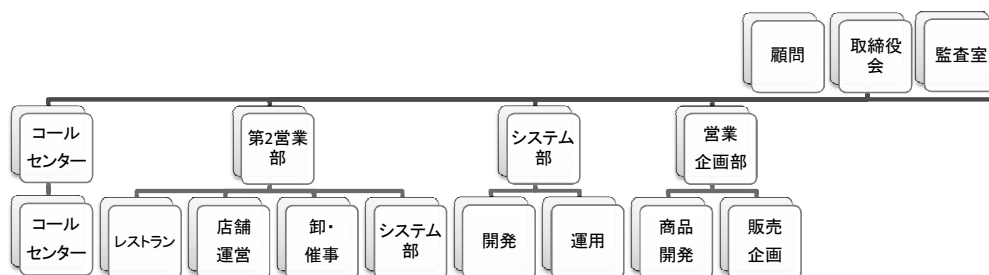 顧問
取締役
会
監査室
コール
センター
第2営業
部
システム
部
営業
企画部
コール
センター
レストラン
店舗
運営
卸・
催事
システム
部
開発
運用
商品
開発
販売
企画